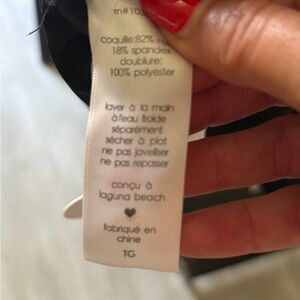 coquille:82%
18% spandex
doublure:
100% polyester
laver à la main
à l'eau froide
séparément
sécher à plat
ne pas javelliser
ne pas repasser
conçu à
laguna beach
fabriqué en
chine
TG